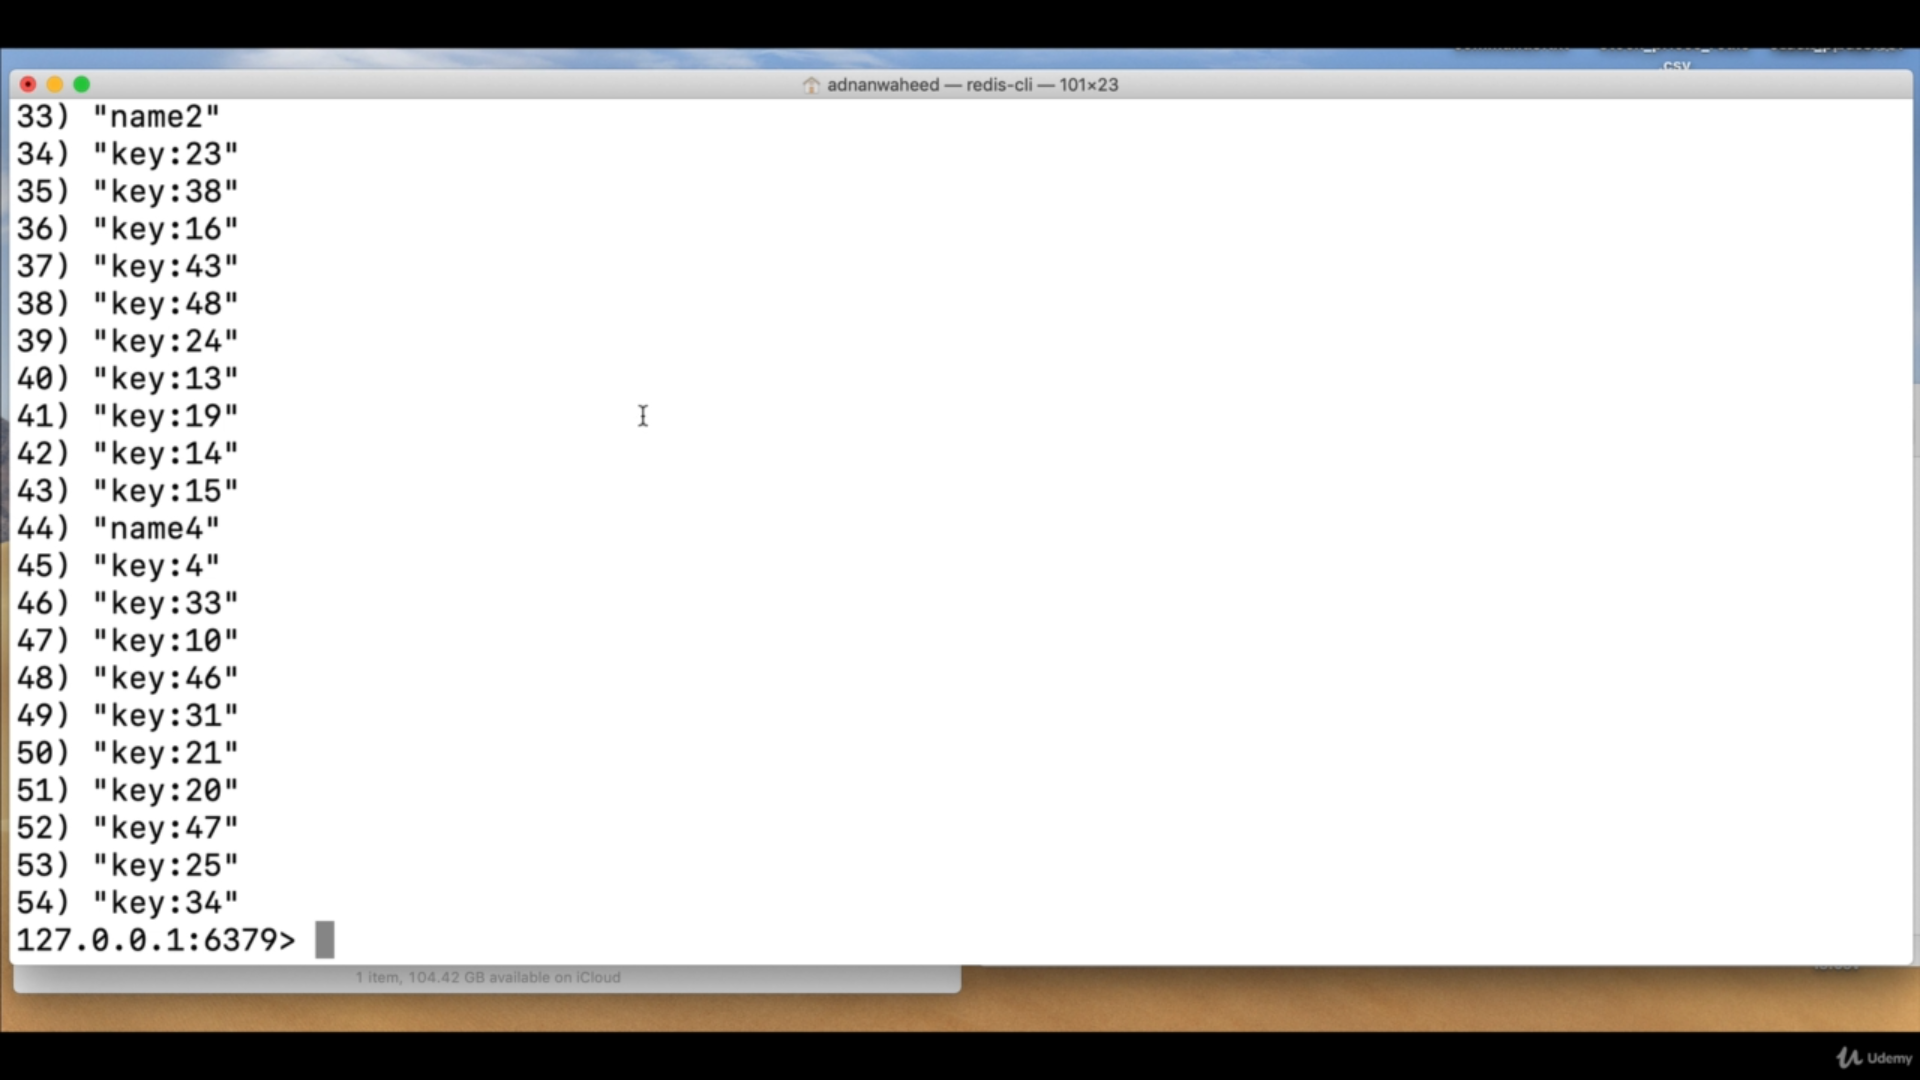 .csv
adnanwaheed — redis-cli — 101×23
33) "name2"
34) "key:23"
35) "key:38"
36) "key:16"
37) "key:43"
38) "key:48"
39) "key:24"
40) "key:13"
41) "key:19"
42) "key:14"
43) "key:15"
44) "name4"
45) "key:4"
46) "key:33"
47) "key:10"
48) "key:46"
49) "key:31"
50) "key:21"
51) "key:20"
52) "key:47"
53) "key:25"
54) "key:34"
127.0.0.1:6379>
1 item, 104.42 GB available on iCloud
Udemy